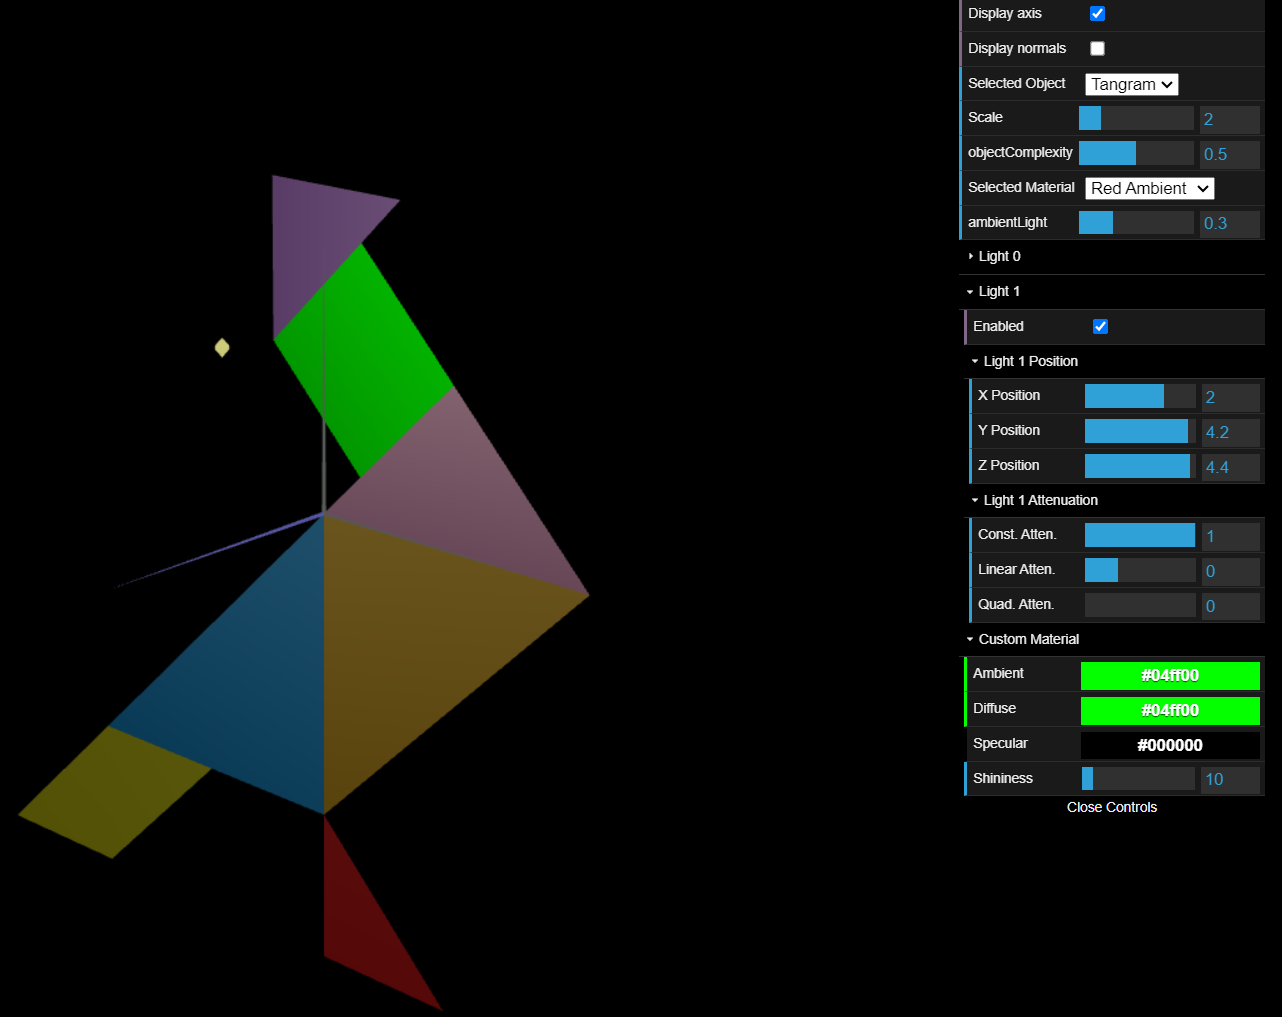 Display axis
Display normals
Selected Object Tangram
Scale 2
objectComplexity 0.5
Selected Material Red Ambient
ambientLight 0.3
Light 0
Light 1
Enabled
Light 1 Position
X Position 2
Y Position 4.2
Z Position 4.4
Light 1 Attenuation
Const. Atten. 1
Linear Atten. 0
Quad. Atten. 0
Custom Material
Ambient #04ff00
Diffuse #04ff00
Specular #000000
Shininess 10
Close Controls